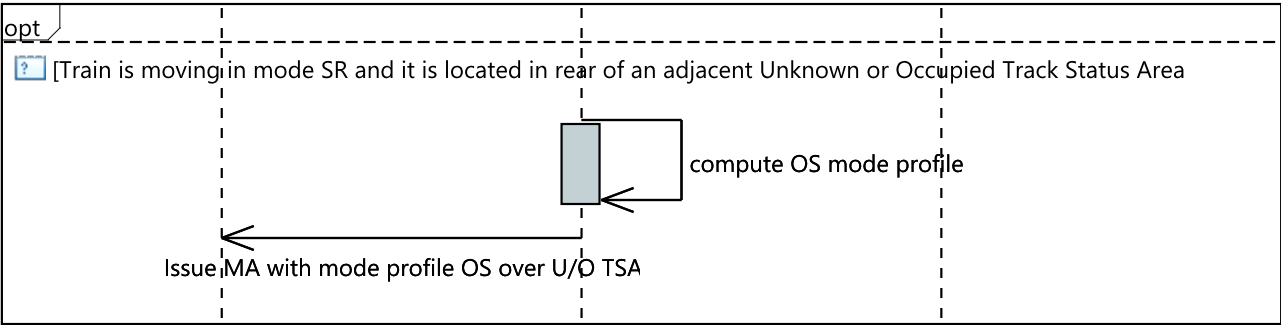 opt
[Train is moving in mode SR and it is located in rear of an adjacent Unknown or Occupied Track Status Area
compute OS mode profile
Issue MA with mode profile OS over U/O TSA